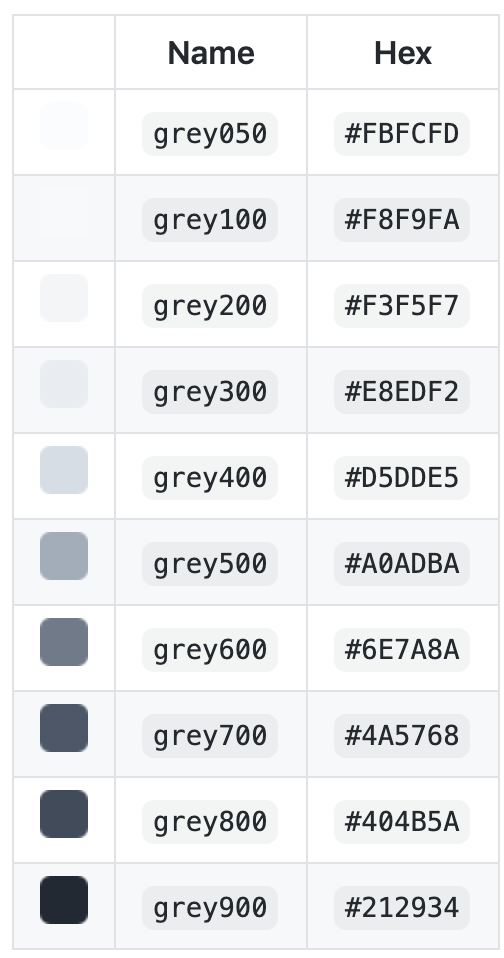 Name Hex
grey050 #FBFCFD
grey100 #F8F9FA
grey200 #F3F5F7
grey300 #E8EDF2
grey400 #D5DDE5
grey500 #A0ADBA
grey600 #6E7A8A
grey700 #4A5768
grey800 #404B5A
grey900 #212934